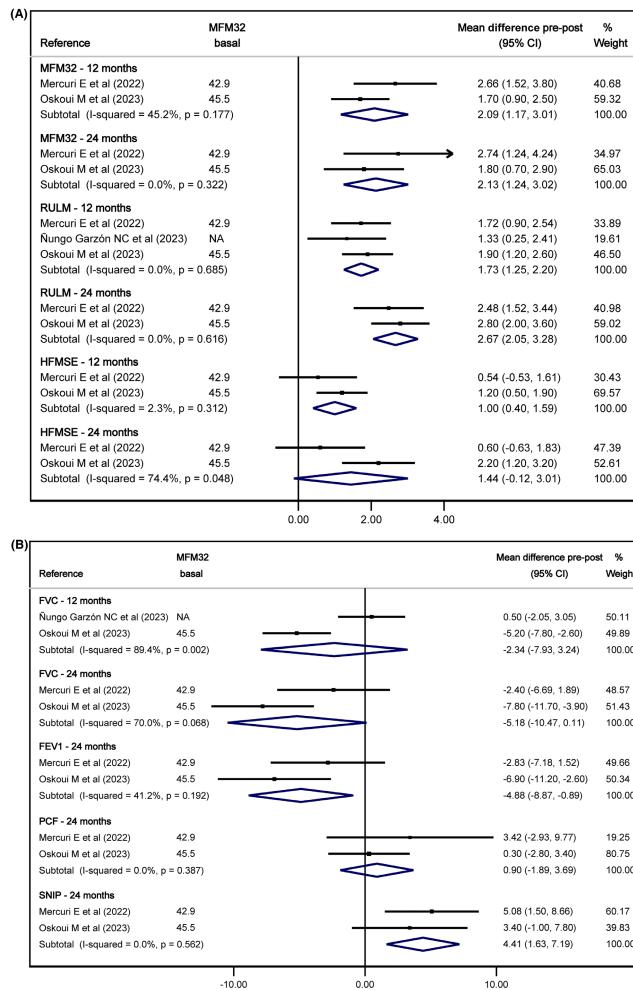 (A)
MFM32 Mean difference pre-post %
Reference basal (95% CI) Weight
MFM32 - 12 months
Mercuri E et al (2022) 42.9 2.66 (1.52, 3.80) 40.68
Oskoui M et al (2023) 45.5 1.70 (0.90, 2.50) 59.32
Subtotal (I-squared = 45.2%, p = 0.177) 2.09 (1.17, 3.01) 100.00
MFM32 - 24 months
Mercuri E et al (2022) 42.9 2.74 (1.24, 4.24) 34.97
Oskoui M et al (2023) 45.5 1.80 (0.70, 2.90) 65.03
Subtotal (I-squared = 0.0%, p = 0.322) 2.13 (1.24, 3.02) 100.00
RULM - 12 months
Mercuri E et al (2022) 42.9 1.72 (0.90, 2.54) 33.89
Ñungo Garzón NC et al (2023) NA 1.33 (0.25, 2.41) 19.61
Oskoui M et al (2023) 45.5 1.90 (1.20, 2.60) 46.50
Subtotal (I-squared = 0.0%, p = 0.685) 1.73 (1.25, 2.20) 100.00
RULM - 24 months
Mercuri E et al (2022) 42.9 2.48 (1.52, 3.44) 40.98
Oskoui M et al (2023) 45.5 2.80 (2.00, 3.60) 59.02
Subtotal (I-squared = 0.0%, p = 0.616) 2.67 (2.05, 3.28) 100.00
HFMSE - 12 months
Mercuri E et al (2022) 42.9 0.54 (-0.53, 1.61) 30.43
Oskoui M et al (2023) 45.5 1.20 (0.50, 1.90) 69.57
Subtotal (I-squared = 2.3%, p = 0.312) 1.00 (0.40, 1.59) 100.00
HFMSE - 24 months
Mercuri E et al (2022) 42.9 0.60 (-0.63, 1.83) 47.39
Oskoui M et al (2023) 45.5 2.20 (1.20, 3.20) 52.61
Subtotal (I-squared = 74.4%, p = 0.048) 1.44 (-0.12, 3.01) 100.00
0.00 2.00 4.00
(B)
MFM32 Mean difference pre-post %
Reference basal (95% CI) Weight
FVC - 12 months
Ñungo Garzón NC et al (2023) NA 0.50 (-2.05, 3.05) 50.11
Oskoui M et al (2023) 45.5 -5.20 (-7.80, -2.60) 49.89
Subtotal (I-squared = 89.4%, p = 0.002) -2.34 (-7.93, 3.24) 100.00
FVC - 24 months
Mercuri E et al (2022) 42.9 -2.40 (-6.69, 1.89) 48.57
Oskoui M et al (2023) 45.5 -7.80 (-11.70, -3.90) 51.43
Subtotal (I-squared = 70.0%, p = 0.068) -5.18 (-10.47, 0.11) 100.00
FEV1 - 24 months
Mercuri E et al (2022) 42.9 -2.83 (-7.18, 1.52) 49.66
Oskoui M et al (2023) 45.5 -6.90 (-11.20, -2.60) 50.34
Subtotal (I-squared = 41.2%, p = 0.192) -4.88 (-8.87, -0.89) 100.00
PCF - 24 months
Mercuri E et al (2022) 42.9 3.42 (-2.93, 9.77) 19.25
Oskoui M et al (2023) 45.5 0.30 (-2.80, 3.40) 80.75
Subtotal (I-squared = 0.0%, p = 0.387) 0.90 (-1.89, 3.69) 100.00
SNIP - 24 months
Mercuri E et al (2022) 42.9 5.08 (1.50, 8.66) 60.17
Oskoui M et al (2023) 45.5 3.40 (-1.00, 7.80) 39.83
Subtotal (I-squared = 0.0%, p = 0.562) 4.41 (1.63, 7.19) 100.00
-10.00 0.00 10.00